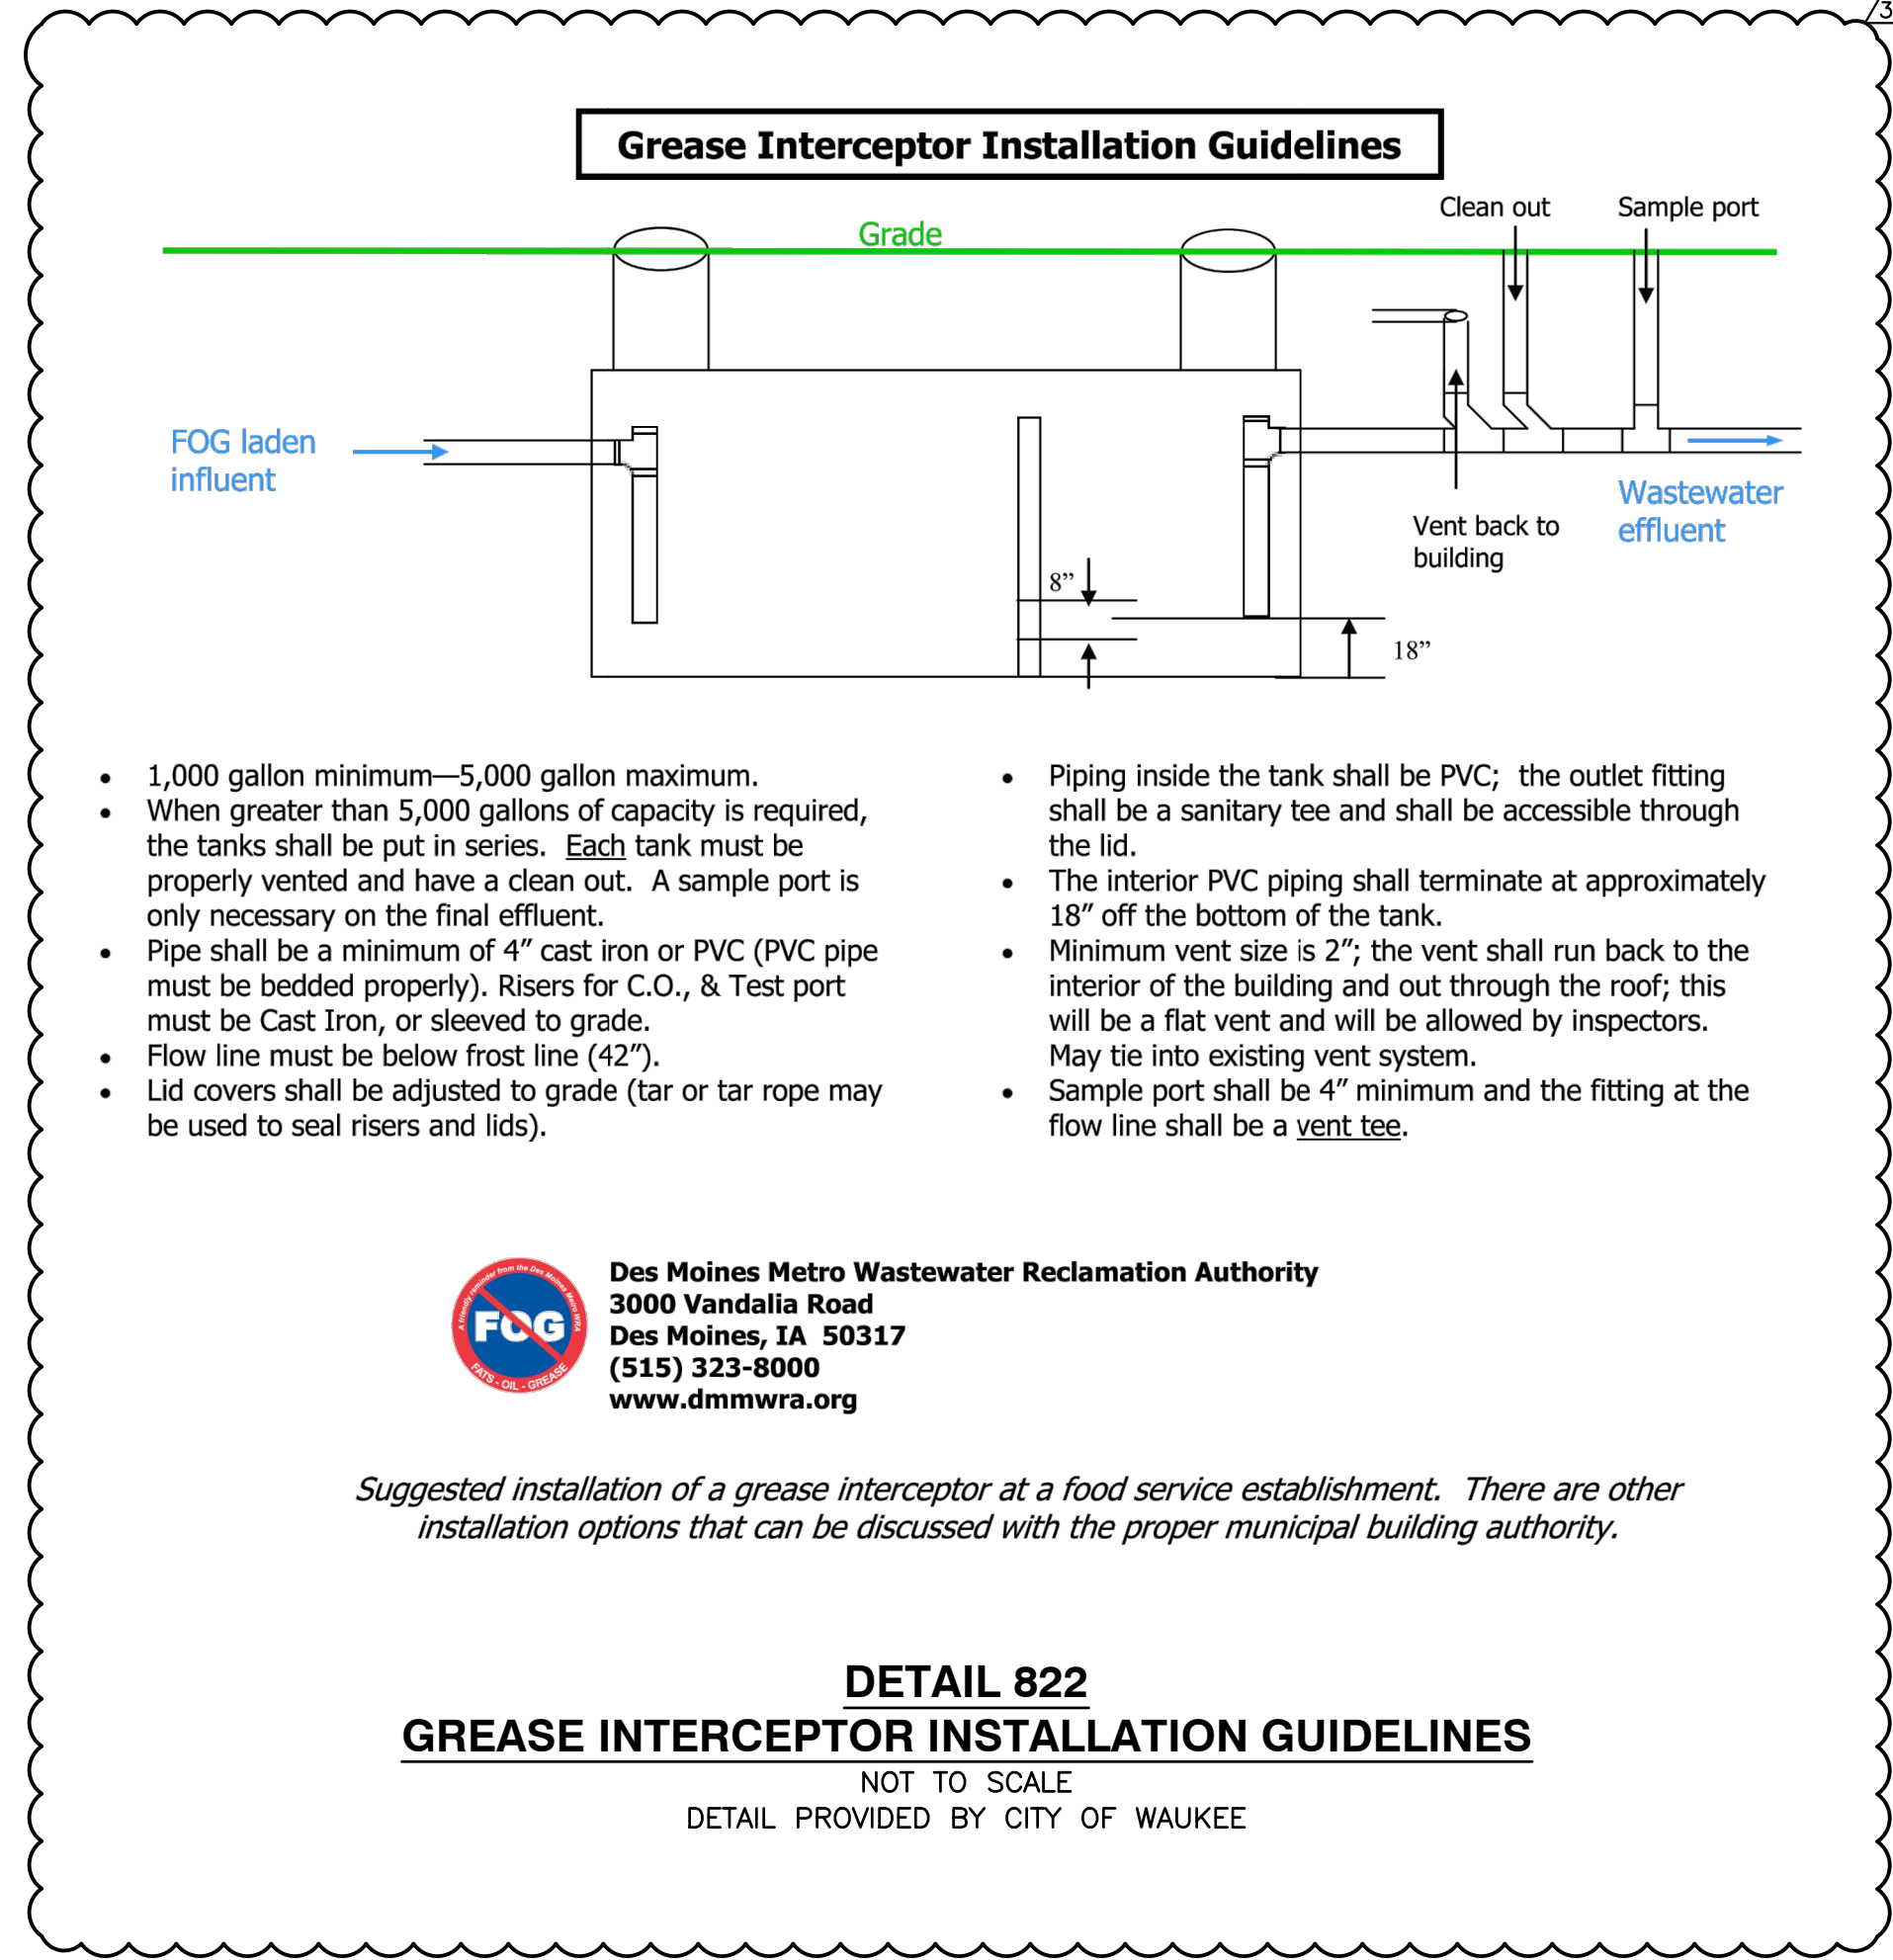 3
Grease Interceptor Installation Guidelines
Clean out
Sample port
Grade
FOG laden
influent
Wastewater
effluent
Vent back to
building
8”
18”
• 1,000 gallon minimum—5,000 gallon maximum.
• When greater than 5,000 gallons of capacity is required,
the tanks shall be put in series. Each tank must be
properly vented and have a clean out. A sample port is
only necessary on the final effluent.
• Pipe shall be a minimum of 4” cast iron or PVC (PVC pipe
must be bedded properly). Risers for C.O., & Test port
must be Cast Iron, or sleeved to grade.
• Flow line must be below frost line (42”).
• Lid covers shall be adjusted to grade (tar or tar rope may
be used to seal risers and lids).
• Piping inside the tank shall be PVC; the outlet fitting
shall be a sanitary tee and shall be accessible through
the lid.
• The interior PVC piping shall terminate at approximately
18” off the bottom of the tank.
• Minimum vent size is 2”; the vent shall run back to the
interior of the building and out through the roof; this
will be a flat vent and will be allowed by inspectors.
May tie into existing vent system.
• Sample port shall be 4” minimum and the fitting at the
flow line shall be a vent tee.
A friendly reminder from the Des Moines Metro WRA
FOG
FATS - OIL - GREASE
Des Moines Metro Wastewater Reclamation Authority
3000 Vandalia Road
Des Moines, IA 50317
(515) 323-8000
www.dmmwra.org
Suggested installation of a grease interceptor at a food service establishment. There are other
installation options that can be discussed with the proper municipal building authority.
DETAIL 822
GREASE INTERCEPTOR INSTALLATION GUIDELINES
NOT TO SCALE
DETAIL PROVIDED BY CITY OF WAUKEE